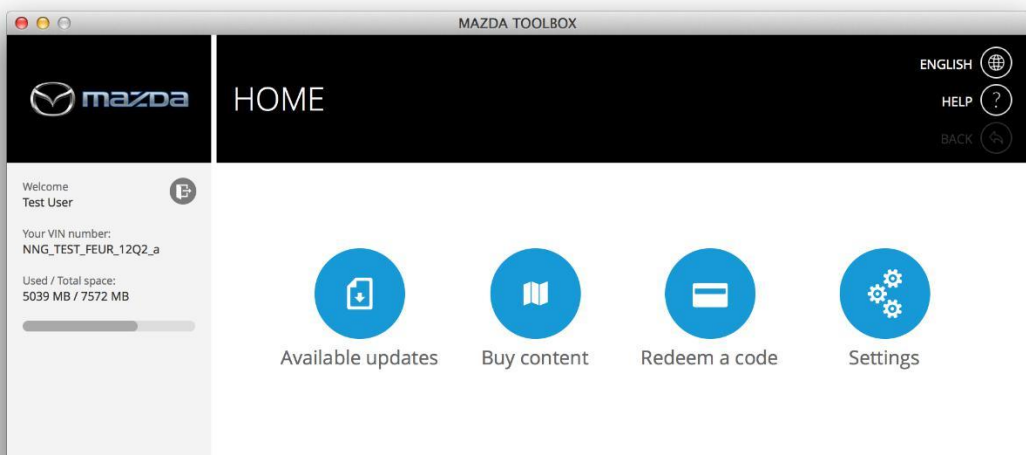 MAZDA TOOLBOX
mazda
HOME
ENGLISH
HELP
?
BACK
Welcome
Test User
Your VIN number:
NNG_TEST_FEUR_12Q2_a
Used / Total space:
5039 MB / 7572 MB
Available updates
Buy content
Redeem a code
Settings